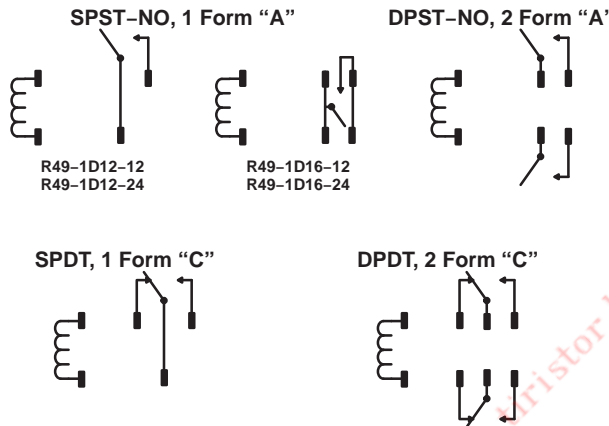 SPST–NO, 1 Form “A”
DPST–NO, 2 Form “A”
R49–1D12–12
R49–1D12–24
R49–1D16–12
R49–1D16–24
SPDT, 1 Form “C”
DPDT, 2 Form “C”
tiristor.